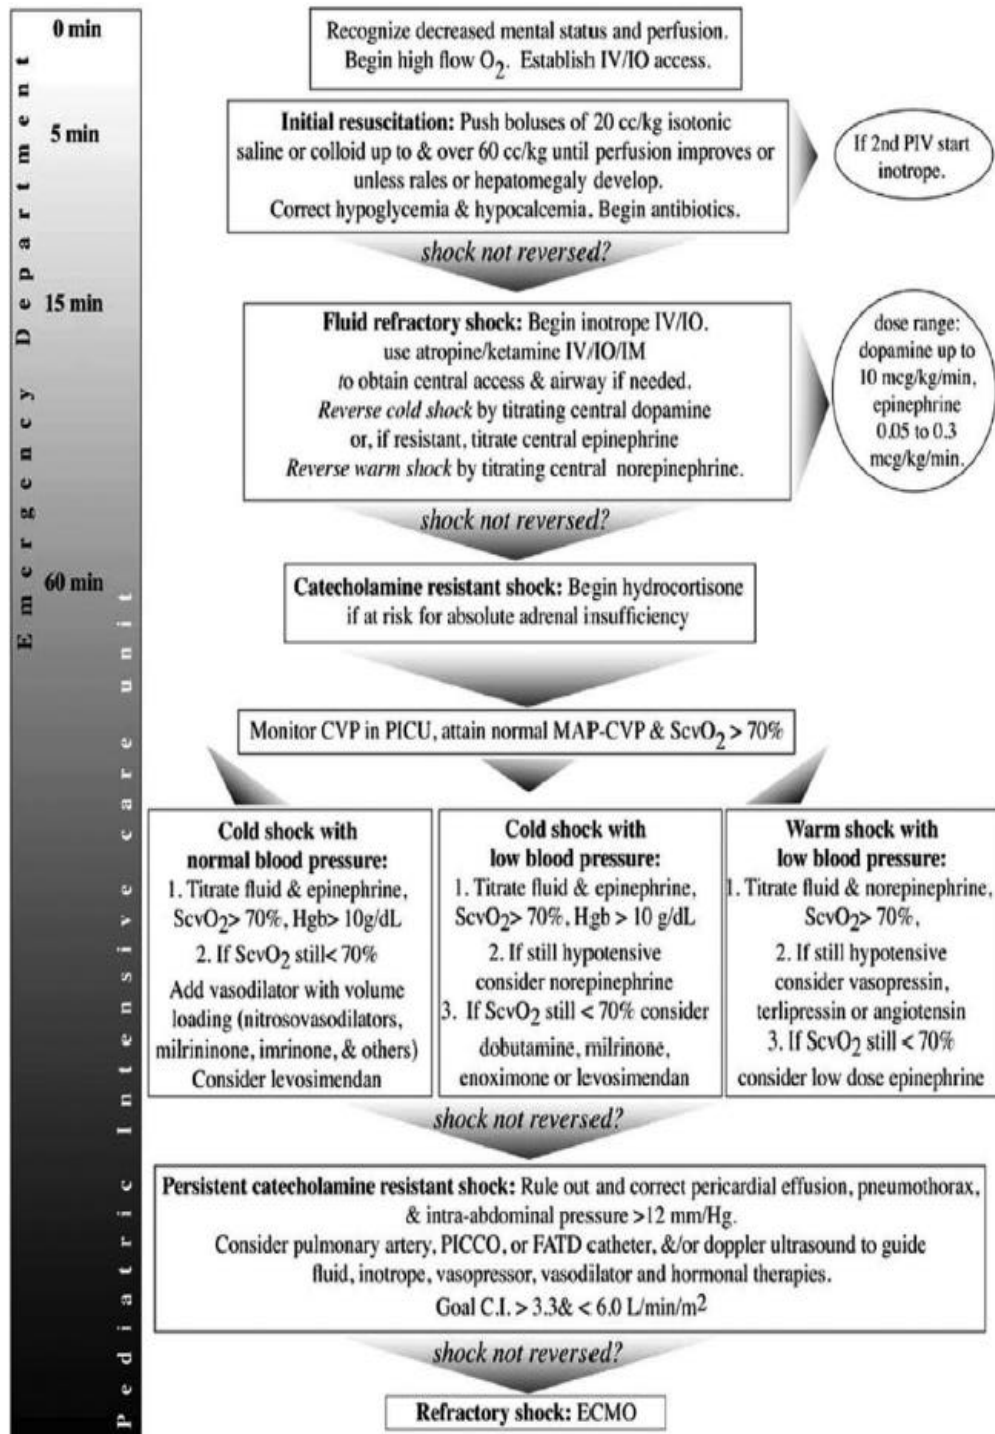 0 min
Recognize decreased mental status and perfusion.
Begin high flow O2. Establish IV/IO access.
5 min
Initial resuscitation: Push boluses of 20 cc/kg isotonic
saline or colloid up to & over 60 cc/kg until perfusion improves or
unless rales or hepatomegaly develop.
Correct hypoglycemia & hypocalcemia. Begin antibiotics.
If 2nd PIV start
inotrope.
shock not reversed?
15 min
Fluid refractory shock: Begin inotrope IV/IO.
use atropine/ketamine IV/IO/IM
to obtain central access & airway if needed.
Reverse cold shock by titrating central dopamine
or, if resistant, titrate central epinephrine
Reverse warm shock by titrating central norepinephrine.
dose range:
dopamine up to
10 mcg/kg/min,
epinephrine
0.05 to 0.3
mcg/kg/min.
shock not reversed?
60 min
Catecholamine resistant shock: Begin hydrocortisone
if at risk for absolute adrenal insufficiency
Monitor CVP in PICU, attain normal MAP-CVP & ScvO2 > 70%
Cold shock with
normal blood pressure:
1. Titrate fluid & epinephrine,
ScvO2> 70%, Hgb> 10g/dL
2. If ScvO2 still< 70%
Add vasodilator with volume
loading (nitrosovasodilators,
milrininone, imrinone, & others)
Consider levosimendan
Cold shock with
low blood pressure:
1. Titrate fluid & epinephrine,
ScvO2> 70%, Hgb > 10 g/dL
2. If still hypotensive
consider norepinephrine
3. If ScvO2 still < 70% consider
dobutamine, milrinone,
enoximone or levosimendan
Warm shock with
low blood pressure:
1. Titrate fluid & norepinephrine,
ScvO2> 70%,
2. If still hypotensive
consider vasopressin,
terlipressin or angiotensin
3. If ScvO2 still < 70%
consider low dose epinephrine
shock not reversed?
Persistent catecholamine resistant shock: Rule out and correct pericardial effusion, pneumothorax,
& intra-abdominal pressure >12 mm/Hg.
Consider pulmonary artery, PICCO, or FATD catheter, &/or doppler ultrasound to guide
fluid, inotrope, vasopressor, vasodilator and hormonal therapies.
Goal C.I. > 3.3& < 6.0 L/min/m2
shock not reversed?
Refractory shock: ECMO
Emergency Department
Pediatric Intensive care unit